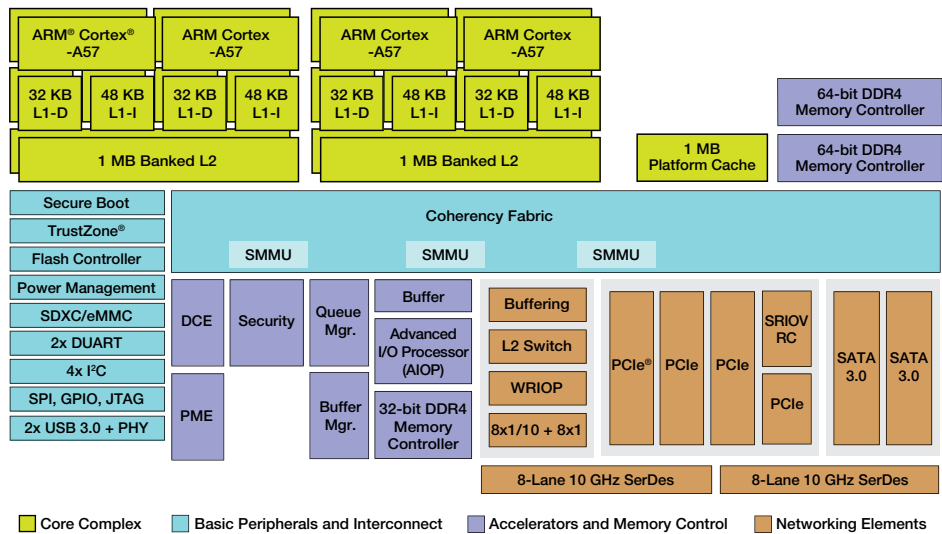 ARM® Cortex®
-A57
ARM Cortex
-A57
ARM Cortex
-A57
ARM Cortex
-A57
32 KB
L1-D
48 KB
L1-I
32 KB
L1-D
48 KB
L1-I
32 KB
L1-D
48 KB
L1-I
32 KB
L1-D
48 KB
L1-I
1 MB Banked L2
1 MB Banked L2
1 MB
Platform Cache
64-bit DDR4
Memory Controller
64-bit DDR4
Memory Controller
Secure Boot
TrustZone®
Flash Controller
Power Management
SDXC/eMMC
2x DUART
4x I²C
SPI, GPIO, JTAG
2x USB 3.0 + PHY
Coherency Fabric
SMMU
SMMU
SMMU
DCE
PME
Security
Queue
Mgr.
Buffer
Mgr.
Buffer
Advanced
I/O Processor
(AIOP)
32-bit DDR4
Memory
Controller
Buffering
L2 Switch
WRIOP
8x1/10 + 8x1
PCIe®
PCIe
PCIe
SRIOV
RC
PCIe
SATA
3.0
SATA
3.0
8-Lane 10 GHz SerDes
8-Lane 10 GHz SerDes
Core Complex
Basic Peripherals and Interconnect
Accelerators and Memory Control
Networking Elements